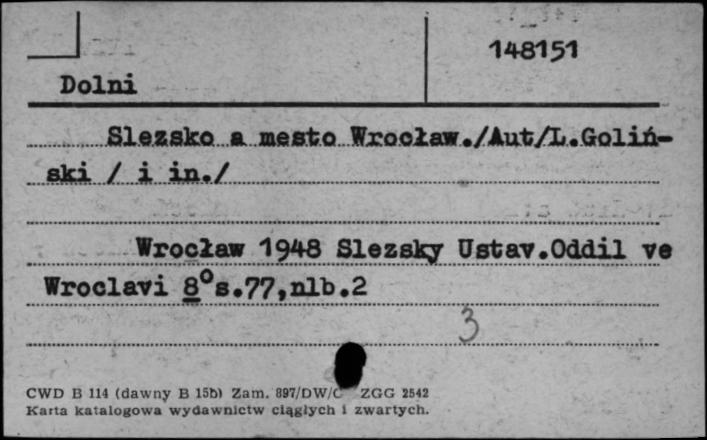 148151
Dolni
Slezsko a mesto Wrocław./Aut/L.Goliń-
ski / i in./
Wrocław 1948 Slezsky Ustav.Oddil ve
Wroclavi 8° s.77,nlb.2
3
CWD B 114 (dawny B 15b) Zam. 897/DW/C ZGG 2542
Karta katalogowa wydawnictw ciągłych i zwartych.